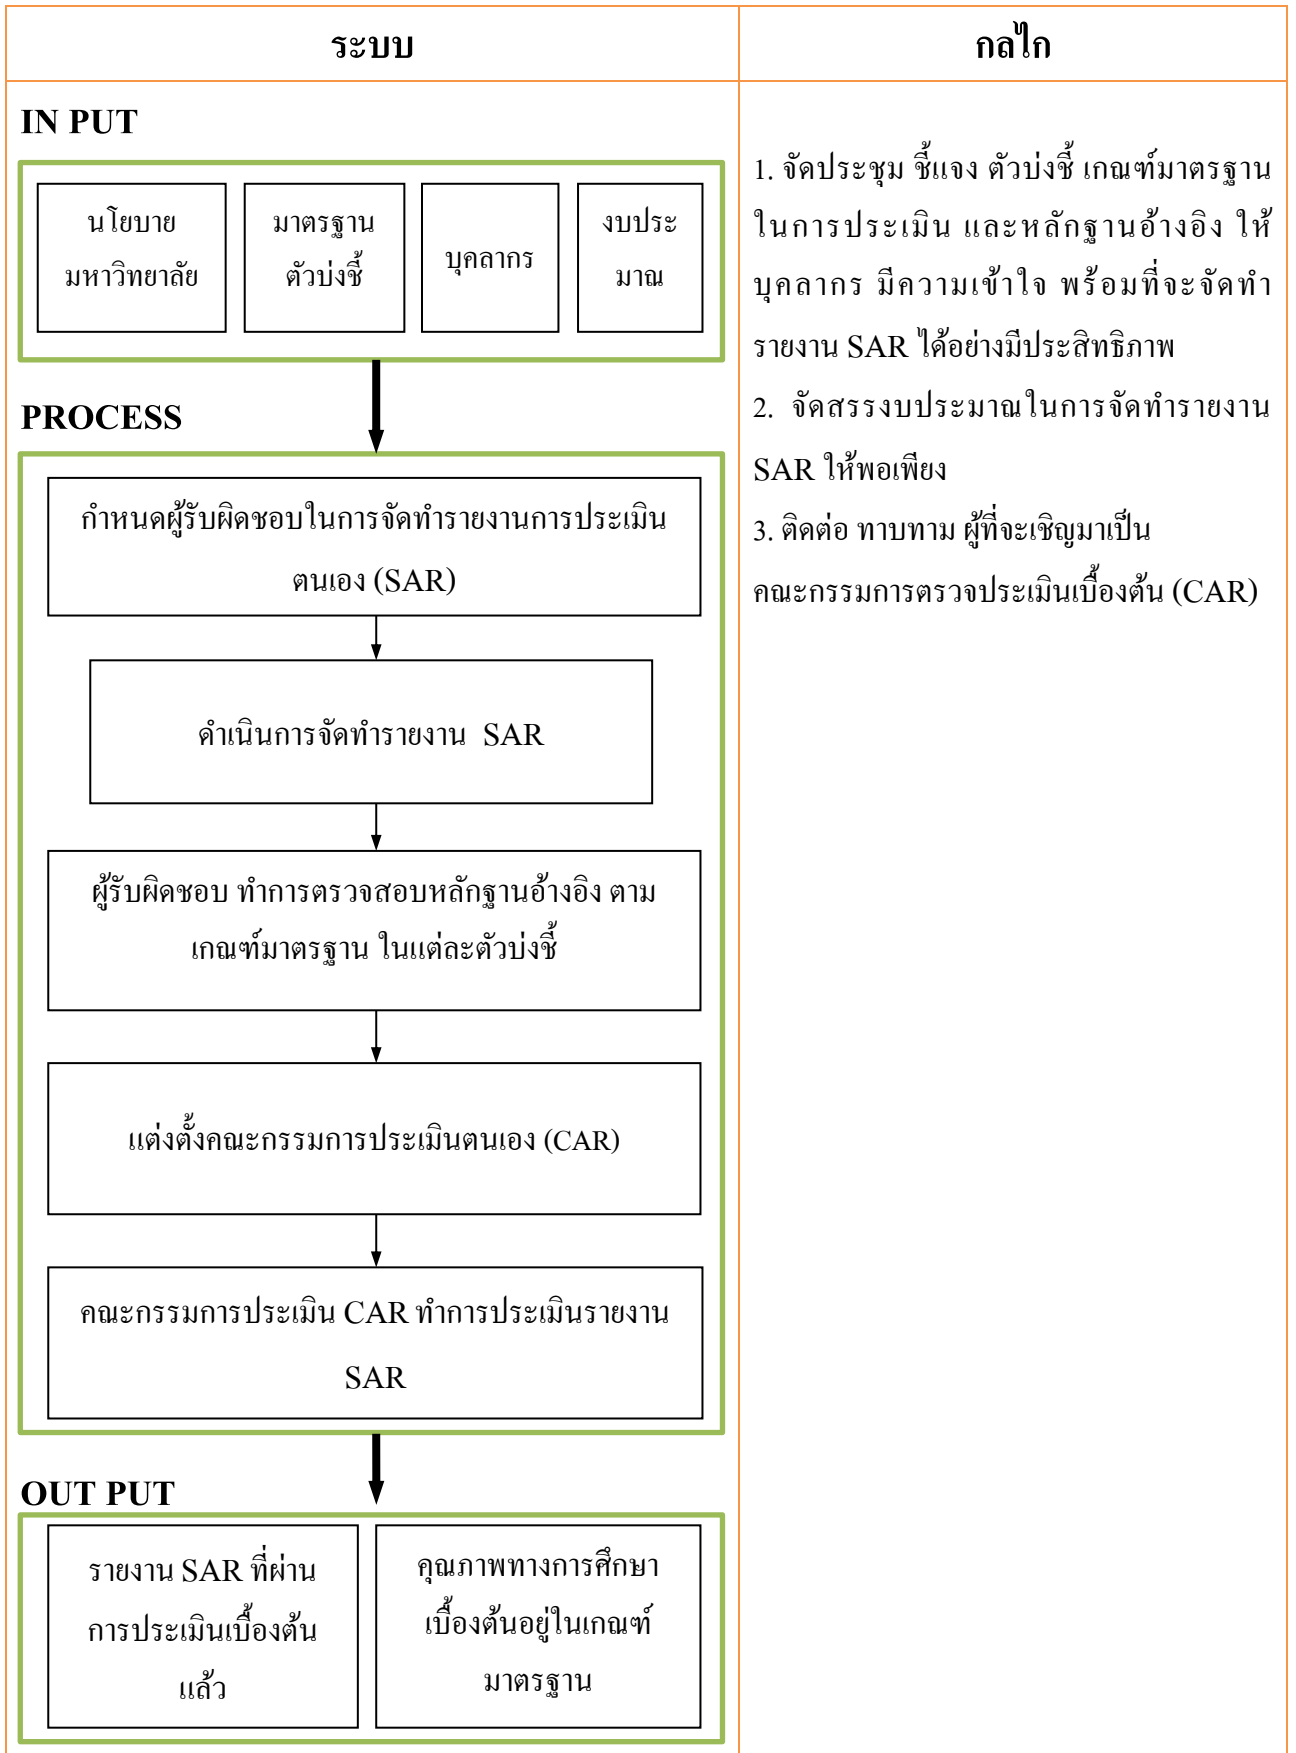 ระบบ
กลไก
IN PUT
นโยบาย
มหาวิทยาลัย
มาตรฐาน
ตัวบ่งชี้
บุคลากร
งบประ
มาณ
PROCESS
กำหนดผู้รับผิดชอบในการจัดทำรายงานการประเมิน
ตนเอง (SAR)
ดำเนินการจัดทำรายงาน SAR
ผู้รับผิดชอบ ทำการตรวจสอบหลักฐานอ้างอิง ตาม
เกณฑ์มาตรฐาน ในแต่ละตัวบ่งชี้
แต่งตั้งคณะกรรมการประเมินตนเอง (CAR)
คณะกรรมการประเมิน CAR ทำการประเมินรายงาน
SAR
OUT PUT
รายงาน SAR ที่ผ่าน
การประเมินเบื้องต้น
แล้ว
คุณภาพทางการศึกษา
เบื้องต้นอยู่ในเกณฑ์
มาตรฐาน
1. จัดประชุม ชี้แจง ตัวบ่งชี้ เกณฑ์มาตรฐาน
ในการประเมิน และหลักฐานอ้างอิง ให้
บุคลากร มีความเข้าใจ พร้อมที่จะจัดทำ
รายงาน SAR ได้อย่างมีประสิทธิภาพ
2. จัดสรรงบประมาณในการจัดทำรายงาน
SAR ให้พอเพียง
3. ติดต่อ ทาบทาม ผู้ที่จะเชิญมาเป็น
คณะกรรมการตรวจประเมินเบื้องต้น (CAR)